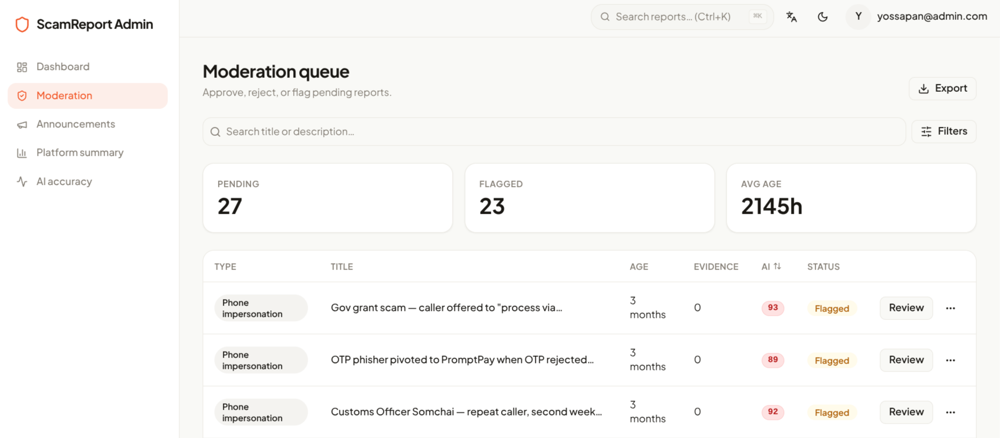 ScamReport Admin
Search reports... (Ctrl+K)
⌘K
Y
yossapan@admin.com
Dashboard
Moderation
Announcements
Platform summary
AI accuracy
Moderation queue
Approve, reject, or flag pending reports.
Export
Search title or description...
Filters
PENDING
27
FLAGGED
23
AVG AGE
2145h
TYPE TITLE AGE EVIDENCE AI STATUS
Phone
impersonation
Gov grant scam — caller offered to "process via...
3
months
0
93
Flagged
Review
Phone
impersonation
OTP phisher pivoted to PromptPay when OTP rejected...
3
months
0
89
Flagged
Review
Phone
impersonation
Customs Officer Somchai — repeat caller, second week...
3
months
0
92
Flagged
Review